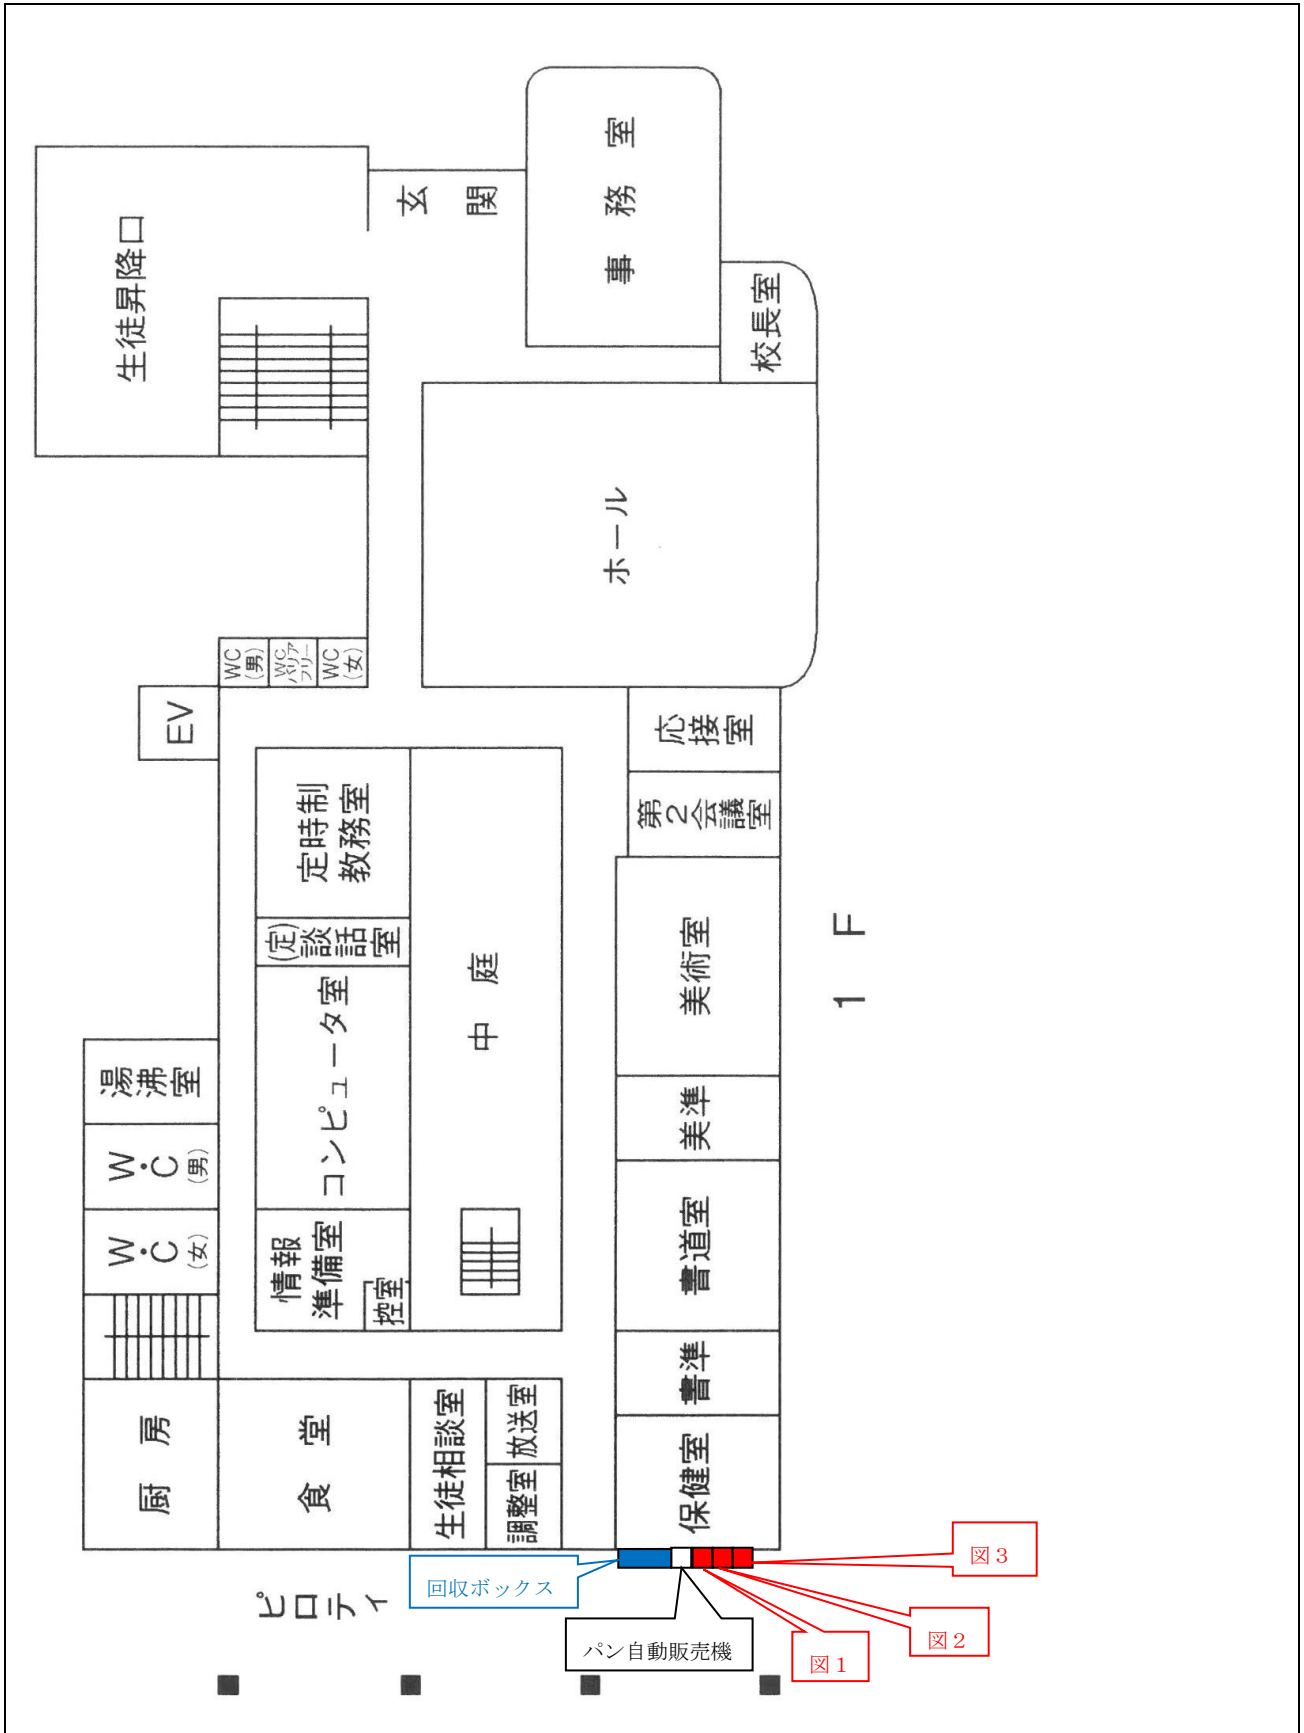 生徒昇降口
玄関
事務室
校長室
ホール
WC
(男)
WC
バリア
フリー
WC
(女)
EV
応接室
第2会議室
定時制
教務室
(定)
談話室
コンピュータ室
中庭
美術室
1F
湯沸室
W・C
(男)
W・C
(女)
情報
準備室
控室
美準
書道室
書準
厨房
食堂
生徒相談室
放送室
調整室
保健室
ピロティ
回収ボックス
パン自動販売機
図1
図2
図3